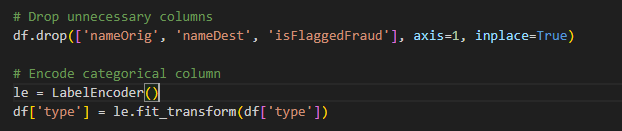 # Drop unnecessary columns
df.drop(['nameOrig', 'nameDest', 'isFlaggedFraud'], axis=1, inplace=True)
# Encode categorical column
le = LabelEncoder()
df['type'] = le.fit_transform(df['type'])